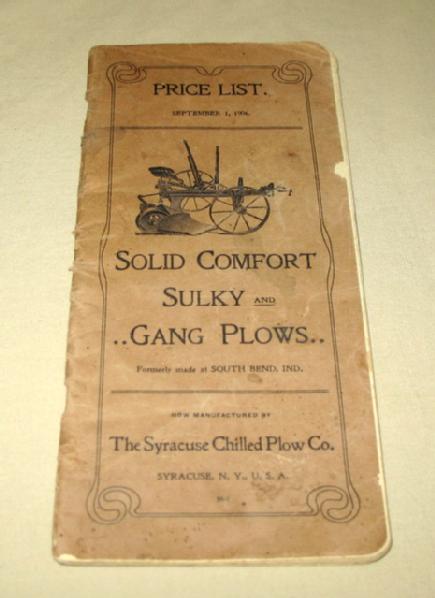 PRICE LIST.
SEPTEMBER 1, 1904.
SOLID COMFORT
SULKY AND
..GANG PLOWS..
Formerly made at SOUTH BEND, IND.
NOW MANUFACTURED BY
The Syracuse Chilled Plow Co.
SYRACUSE, N. Y., U. S. A.